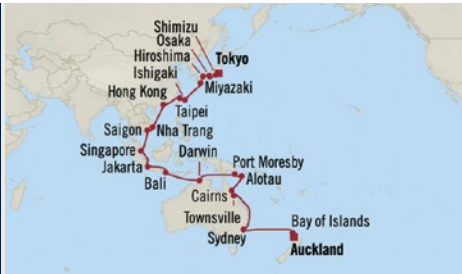 Shimizu
Osaka
Tokyo
Hiroshima
Ishigaki
Miyazaki
Hong Kong
Taipei
Saigon
Nha Trang
Singapore
Darwin
Port Moresby
Jakarta
Alotau
Bali
Cairns
Townsville
Bay of Islands
Sydney
Auckland